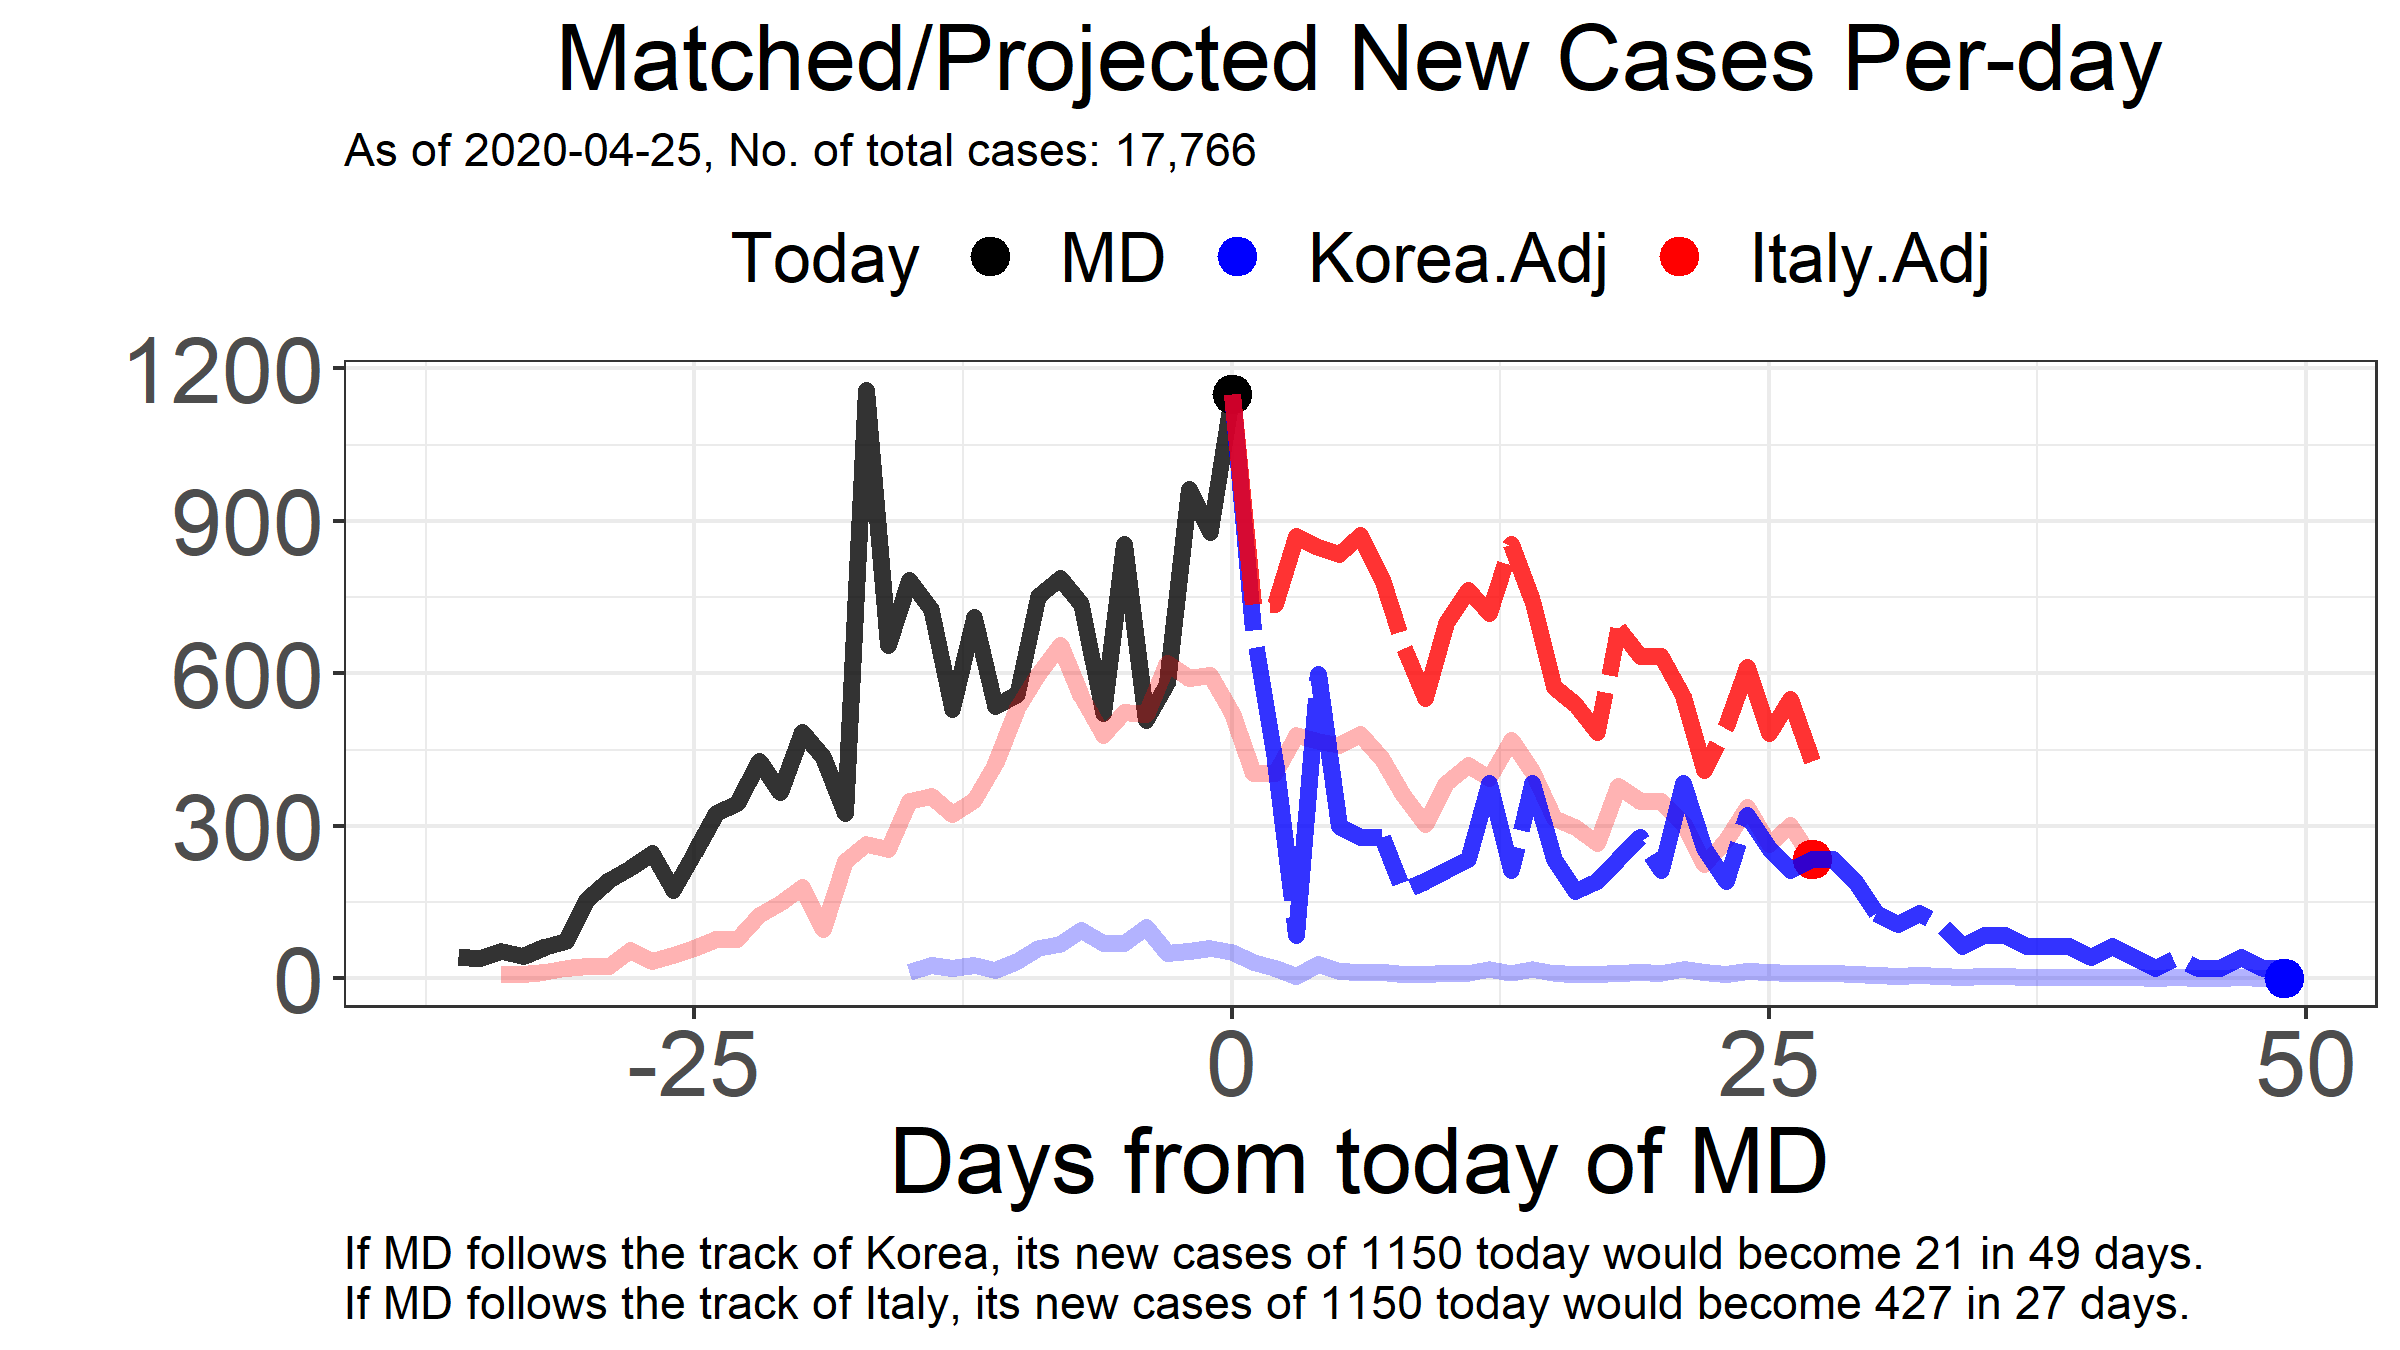 Matched/Projected New Cases Per-day
As of 2020-04-25, No. of total cases: 17,766
Today MD Korea.Adj Italy.Adj
1200
900
600
300
0
-25 0 25 50
Days from today of MD
If MD follows the track of Korea, its new cases of 1150 today would become 21 in 49 days.
If MD follows the track of Italy, its new cases of 1150 today would become 427 in 27 days.